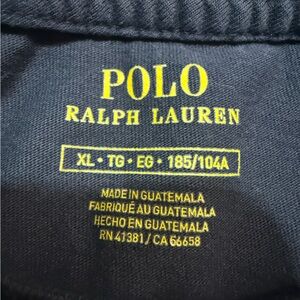 POLO
RALPH LAUREN
XL • TG • EG • 185/104A
MADE IN GUATEMALA
FABRIQUÉ AU GUATEMALA
HECHO EN GUATEMALA
RN 41381 / CA 66658